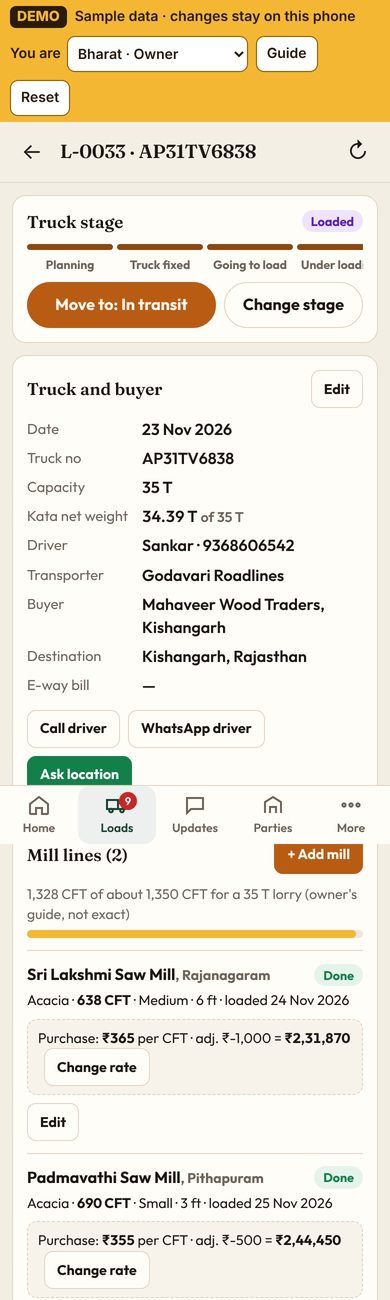 DEMO Sample data · changes stay on this phone
You are Bharat · Owner Guide
Reset
L-0033 · AP31TV6838
Truck stage Loaded
Planning Truck fixed Going to load Under load
Move to: In transit Change stage
Truck and buyer Edit
Date 23 Nov 2026
Truck no AP31TV6838
Capacity 35 T
Kata net weight 34.39 T of 35 T
Driver Sankar · 9368606542
Transporter Godavari Roadlines
Buyer Mahaveer Wood Traders,
Kishangarh
Destination Kishangarh, Rajasthan
E-way bill —
Call driver WhatsApp driver
Ask location
9
Home Loads Updates Parties More
Mill lines (2) + Add mill
1,328 CFT of about 1,350 CFT for a 35 T lorry (owner's
guide, not exact)
Sri Lakshmi Saw Mill, Rajanagaram Done
Acacia · 638 CFT · Medium · 6 ft · loaded 24 Nov 2026
Purchase: ₹365 per CFT · adj. ₹-1,000 = ₹2,31,870
Change rate
Edit
Padmavathi Saw Mill, Pithapuram Done
Acacia · 690 CFT · Small · 3 ft · loaded 25 Nov 2026
Purchase: ₹355 per CFT · adj. ₹-500 = ₹2,44,450
Change rate